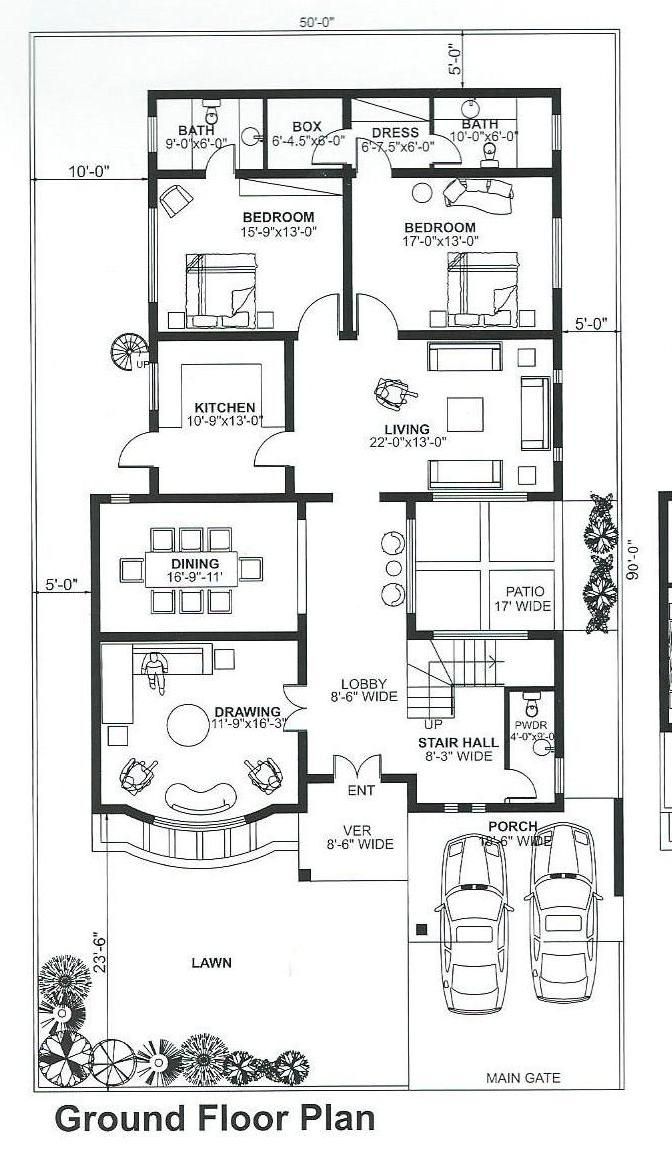 50'-0"
5'-0"
BATH
9'-0"x6'-0"
BOX
6'-4.5"x6'-0"
DRESS
6'-7.5"x6'-0"
BATH
10'-0"x6'-0"
10'-0"
BEDROOM
15'-9"x13'-0"
BEDROOM
17'-0"x13'-0"
5'-0"
UP
KITCHEN
10'-9"x13'-0"
LIVING
22'-0"x13'-0"
DINING
16'-9"-11'
PATIO
17' WIDE
90'-0"
5'-0"
LOBBY
8'-6" WIDE
DRAWING
11'-9"x16'-3"
UP
STAIR HALL
8'-3" WIDE
PWDR
4'-0"x9'-0
ENT
VER
8'-6" WIDE
PORCH
18'-6" WIDE
23'-6"
LAWN
MAIN GATE
Ground Floor Plan